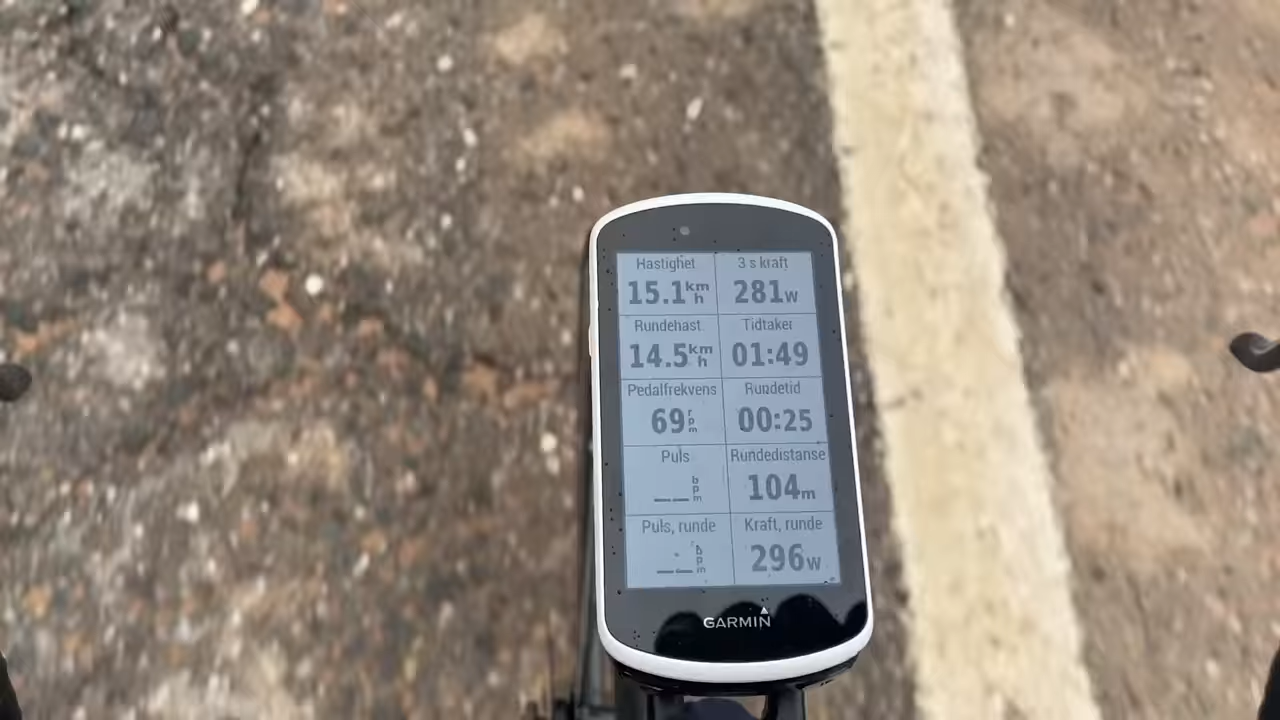 Hastighet 3 s kraft
15.1 km/h 281 w
Rundehast Tidtaker
14.5 km/h 01:49
Pedalfrekvens Rundetid
69 rpm 00:25
Puls Rundedistanse
__ bpm 104 m
Puls, runde Kraft, runde
__ bpm 296 w
GARMIN